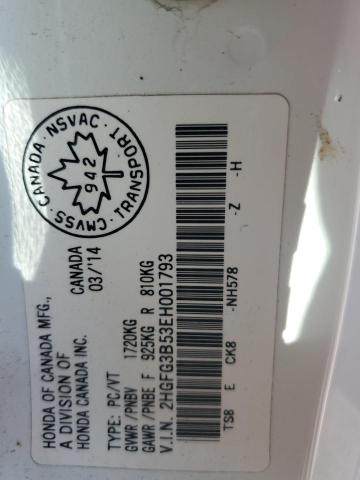 CANADA·NSVAC
942
CMVSS·TRANSPORT
HONDA OF CANADA MFG.,
A DIVISION OF
HONDA CANADA INC.
CANADA
03/'14
TYPE: PC/VT
GVWR /PNBV 1720KG
GAWR /PNBE F 925KG R 810KG
V.I.N. 2HGFG3B53EH001793
TS8 E CK8 -NH578 -Z -H